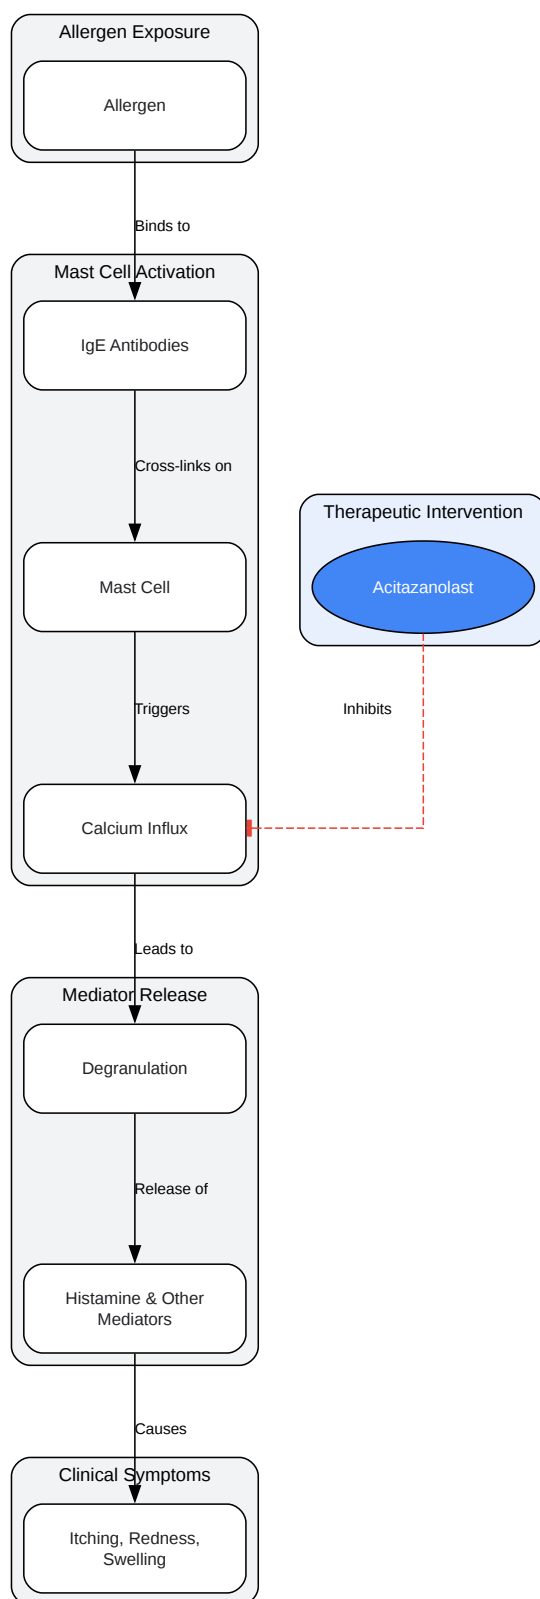 Allergen Exposure
Allergen
Binds to
Mast Cell Activation
IgE Antibodies
Cross-links on
Therapeutic Intervention
Mast Cell
Acitazanolast
Triggers
Inhibits
Calcium Influx
Leads to
Mediator Release
Degranulation
Release of
Histamine & Other
Mediators
Causes
Clinical Symptoms
Itching, Redness,
Swelling